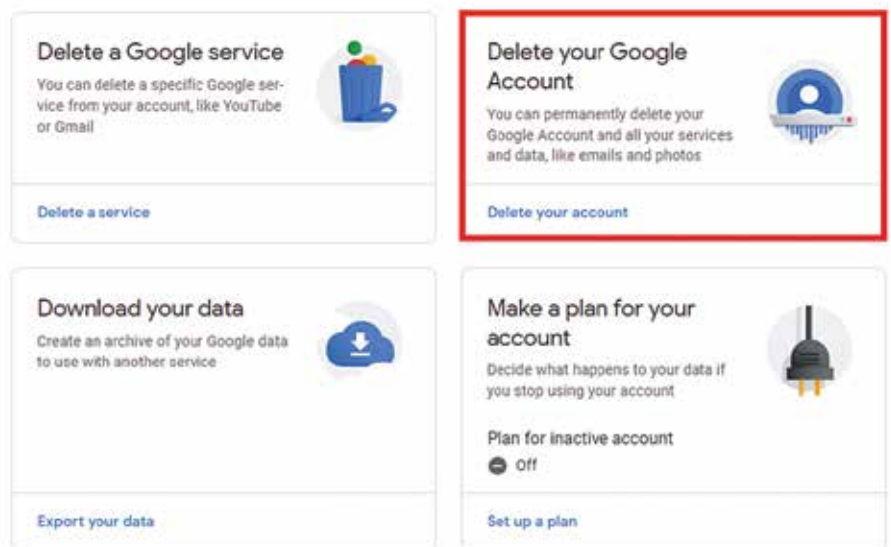 Delete a Google service
You can delete a specific Google ser-
vice from your account, like YouTube
or Gmail
Delete a service
Delete your Google
Account
You can permanently delete your
Google Account and all your services
and data, like emails and photos
Delete your account
Download your data
Create an archive of your Google data
to use with another service
Export your data
Make a plan for your
account
Decide what happens to your data if
you stop using your account
Plan for inactive account
Off
Set up a plan